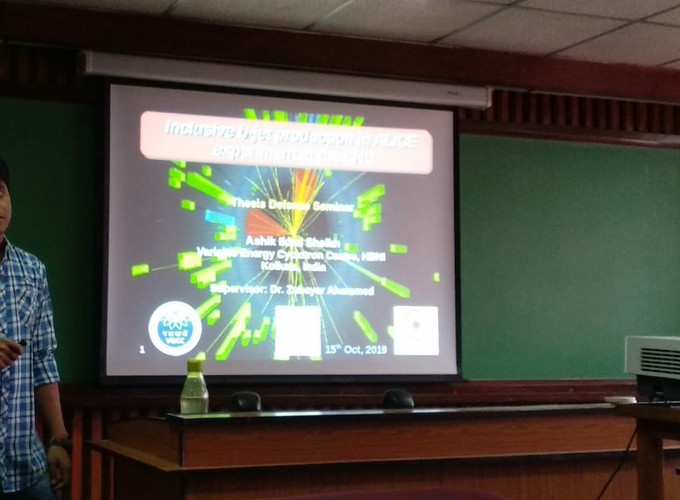 Inclusive b-jet production in ALICE
experiment at the LHC
Thesis Defense Seminar
Ashik Ikbal Sheikh
Variable Energy Cyclotron Centre, HBNI
Kolkata, India
Supervisor: Dr. Zubayer Ahammed
VECC
1
15th Oct, 2019